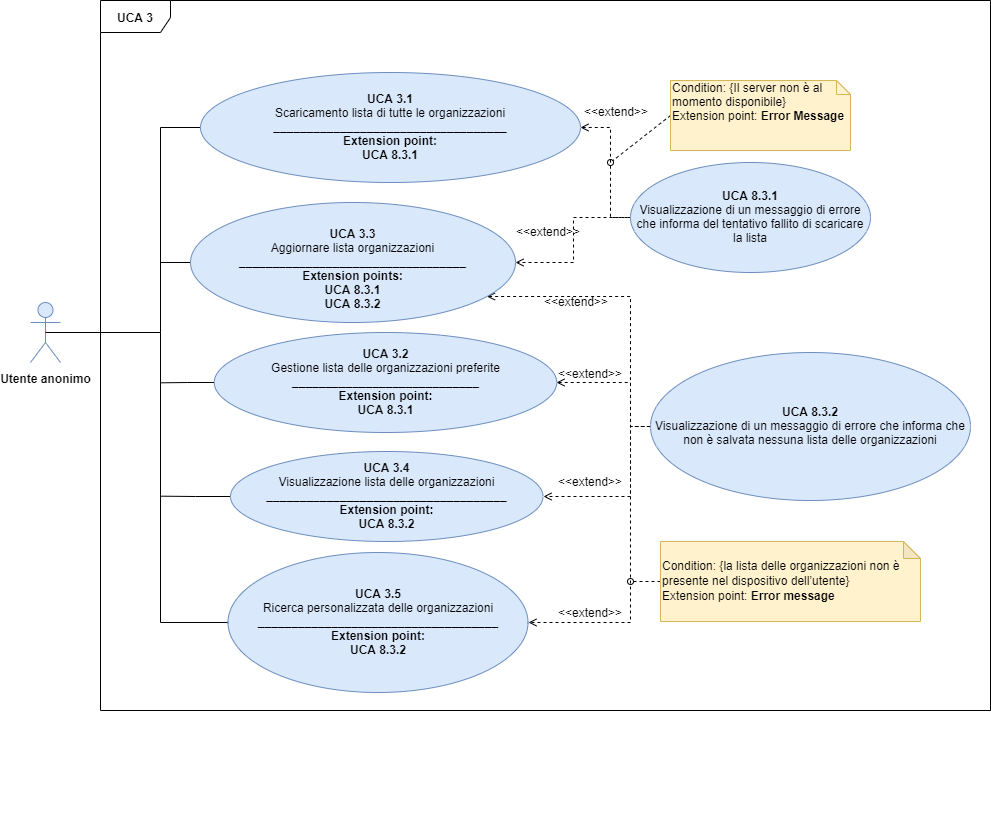 UCA 3
UCA 3.1
Scaricamento lista di tutte le organizzazioni
Extension point:
UCA 8.3.1
<<extend>>
Condition: {Il server non è al
momento disponibile}
Extension point: Error Message
UCA 8.3.1
Visualizzazione di un messaggio di errore
che informa del tentativo fallito di scaricare
la lista
UCA 3.3
Aggiornare lista organizzazioni
Extension points:
UCA 8.3.1
UCA 8.3.2
<<extend>>
<<extend>>
Utente anonimo
UCA 3.2
Gestione lista delle organizzazioni preferite
Extension point:
UCA 8.3.1
<<extend>>
UCA 8.3.2
Visualizzazione di un messaggio di errore che informa che
non è salvata nessuna lista delle organizzazioni
UCA 3.4
Visualizzazione lista delle organizzazioni
Extension point:
UCA 8.3.2
<<extend>>
Condition: {la lista delle organizzazioni non è
presente nel dispositivo dell'utente}
Extension point: Error message
UCA 3.5
Ricerca personalizzata delle organizzazioni
Extension point:
UCA 8.3.2
<<extend>>